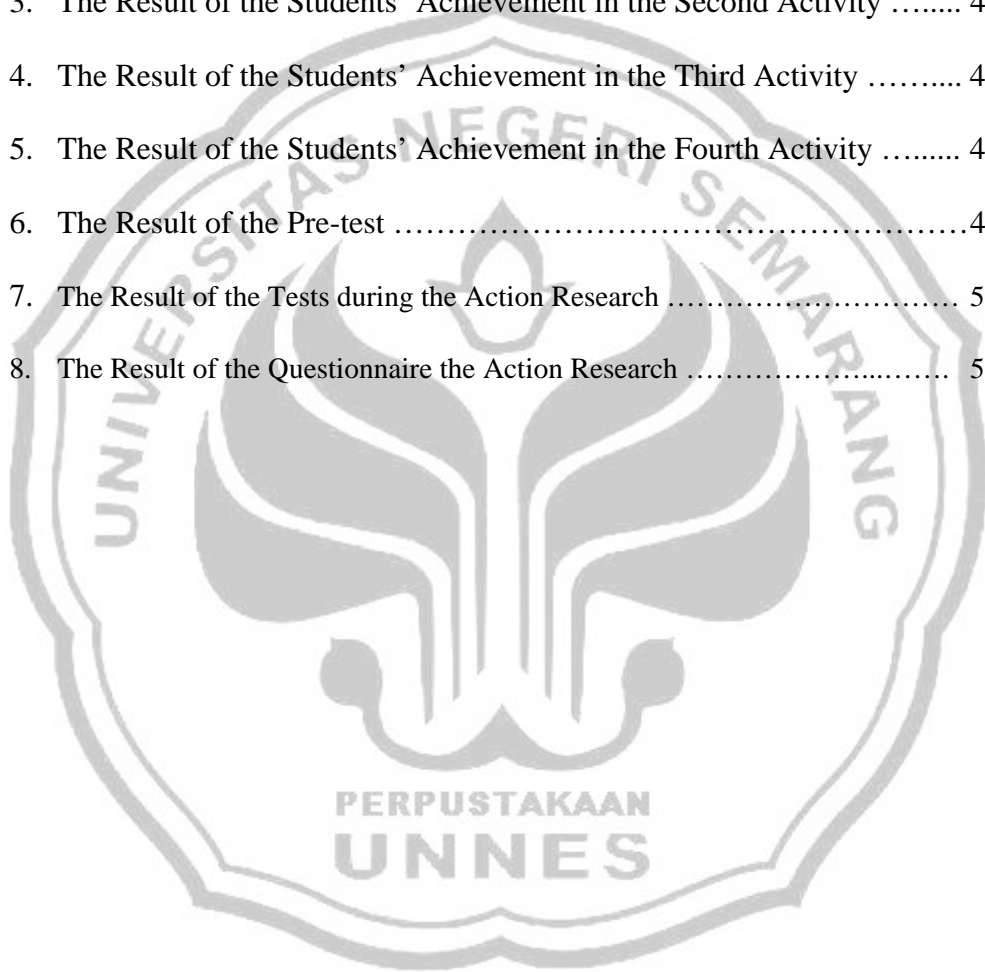 3. The Result of the Students’ Achievement in the Second Activity …..... 4
4. The Result of the Students’ Achievement in the Third Activity …….... 4
5. The Result of the Students’ Achievement in the Fourth Activity …...... 4
6. The Result of the Pre-test ………………………………………………4
7. The Result of the Tests during the Action Research ………………………… 5
8. The Result of the Questionnaire the Action Research ………………...…… 5
UNIVERSITAS NEGERI SEMARANG
PERPUSTAKAAN
UNNES